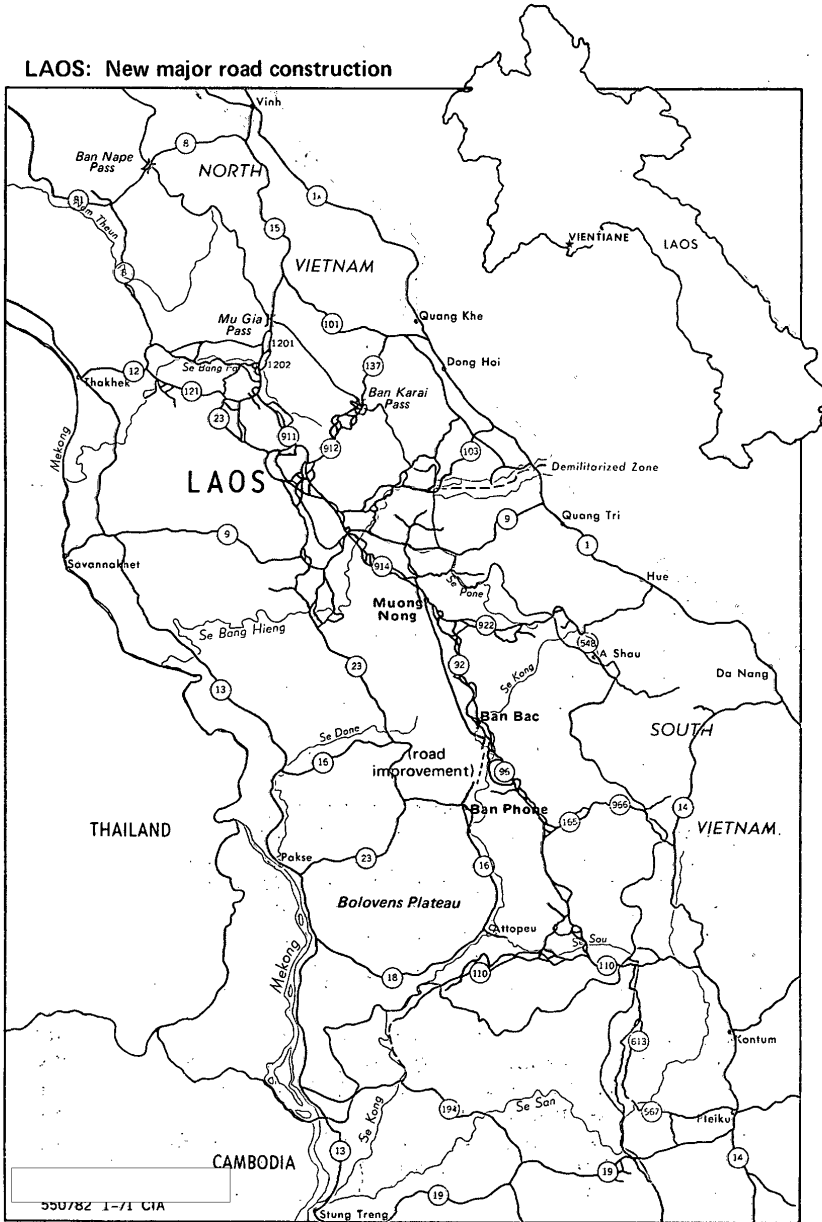 LAOS: New major road construction
Vinh
Ban Nape
Pass
8
NORTH
1A
81
Nam Theun
15
VIETNAM
8
VIENTIANE
LAOS
Mu Gia
Pass
101
Quang Khe
1201
1202
Se Bang Fai
137
Dong Hoi
Thakhek
12
121
Ban Karai
Pass
23
911
912
103
Mekong
LAOS
Demilitarized Zone
9
9
Quang Tri
1
Savannakhet
914
Se Pone
Hue
Muong
Nong
922
Se Bang Hieng
548
A Shau
23
92
Se Kong
Da Nang
13
Ban Bac
SOUTH
Se Done
16
(road
improvement)
96
Ban Phone
966
14
165
THAILAND
VIETNAM
Pakse
23
16
Bolovens Plateau
Attopeu
Se Sou
Mekong
18
110
110
613
Kontum
Se Kong
194
Se San
567
Pleiku
13
CAMBODIA
19
14
19
550782 1-71 CIA
Stung Treng